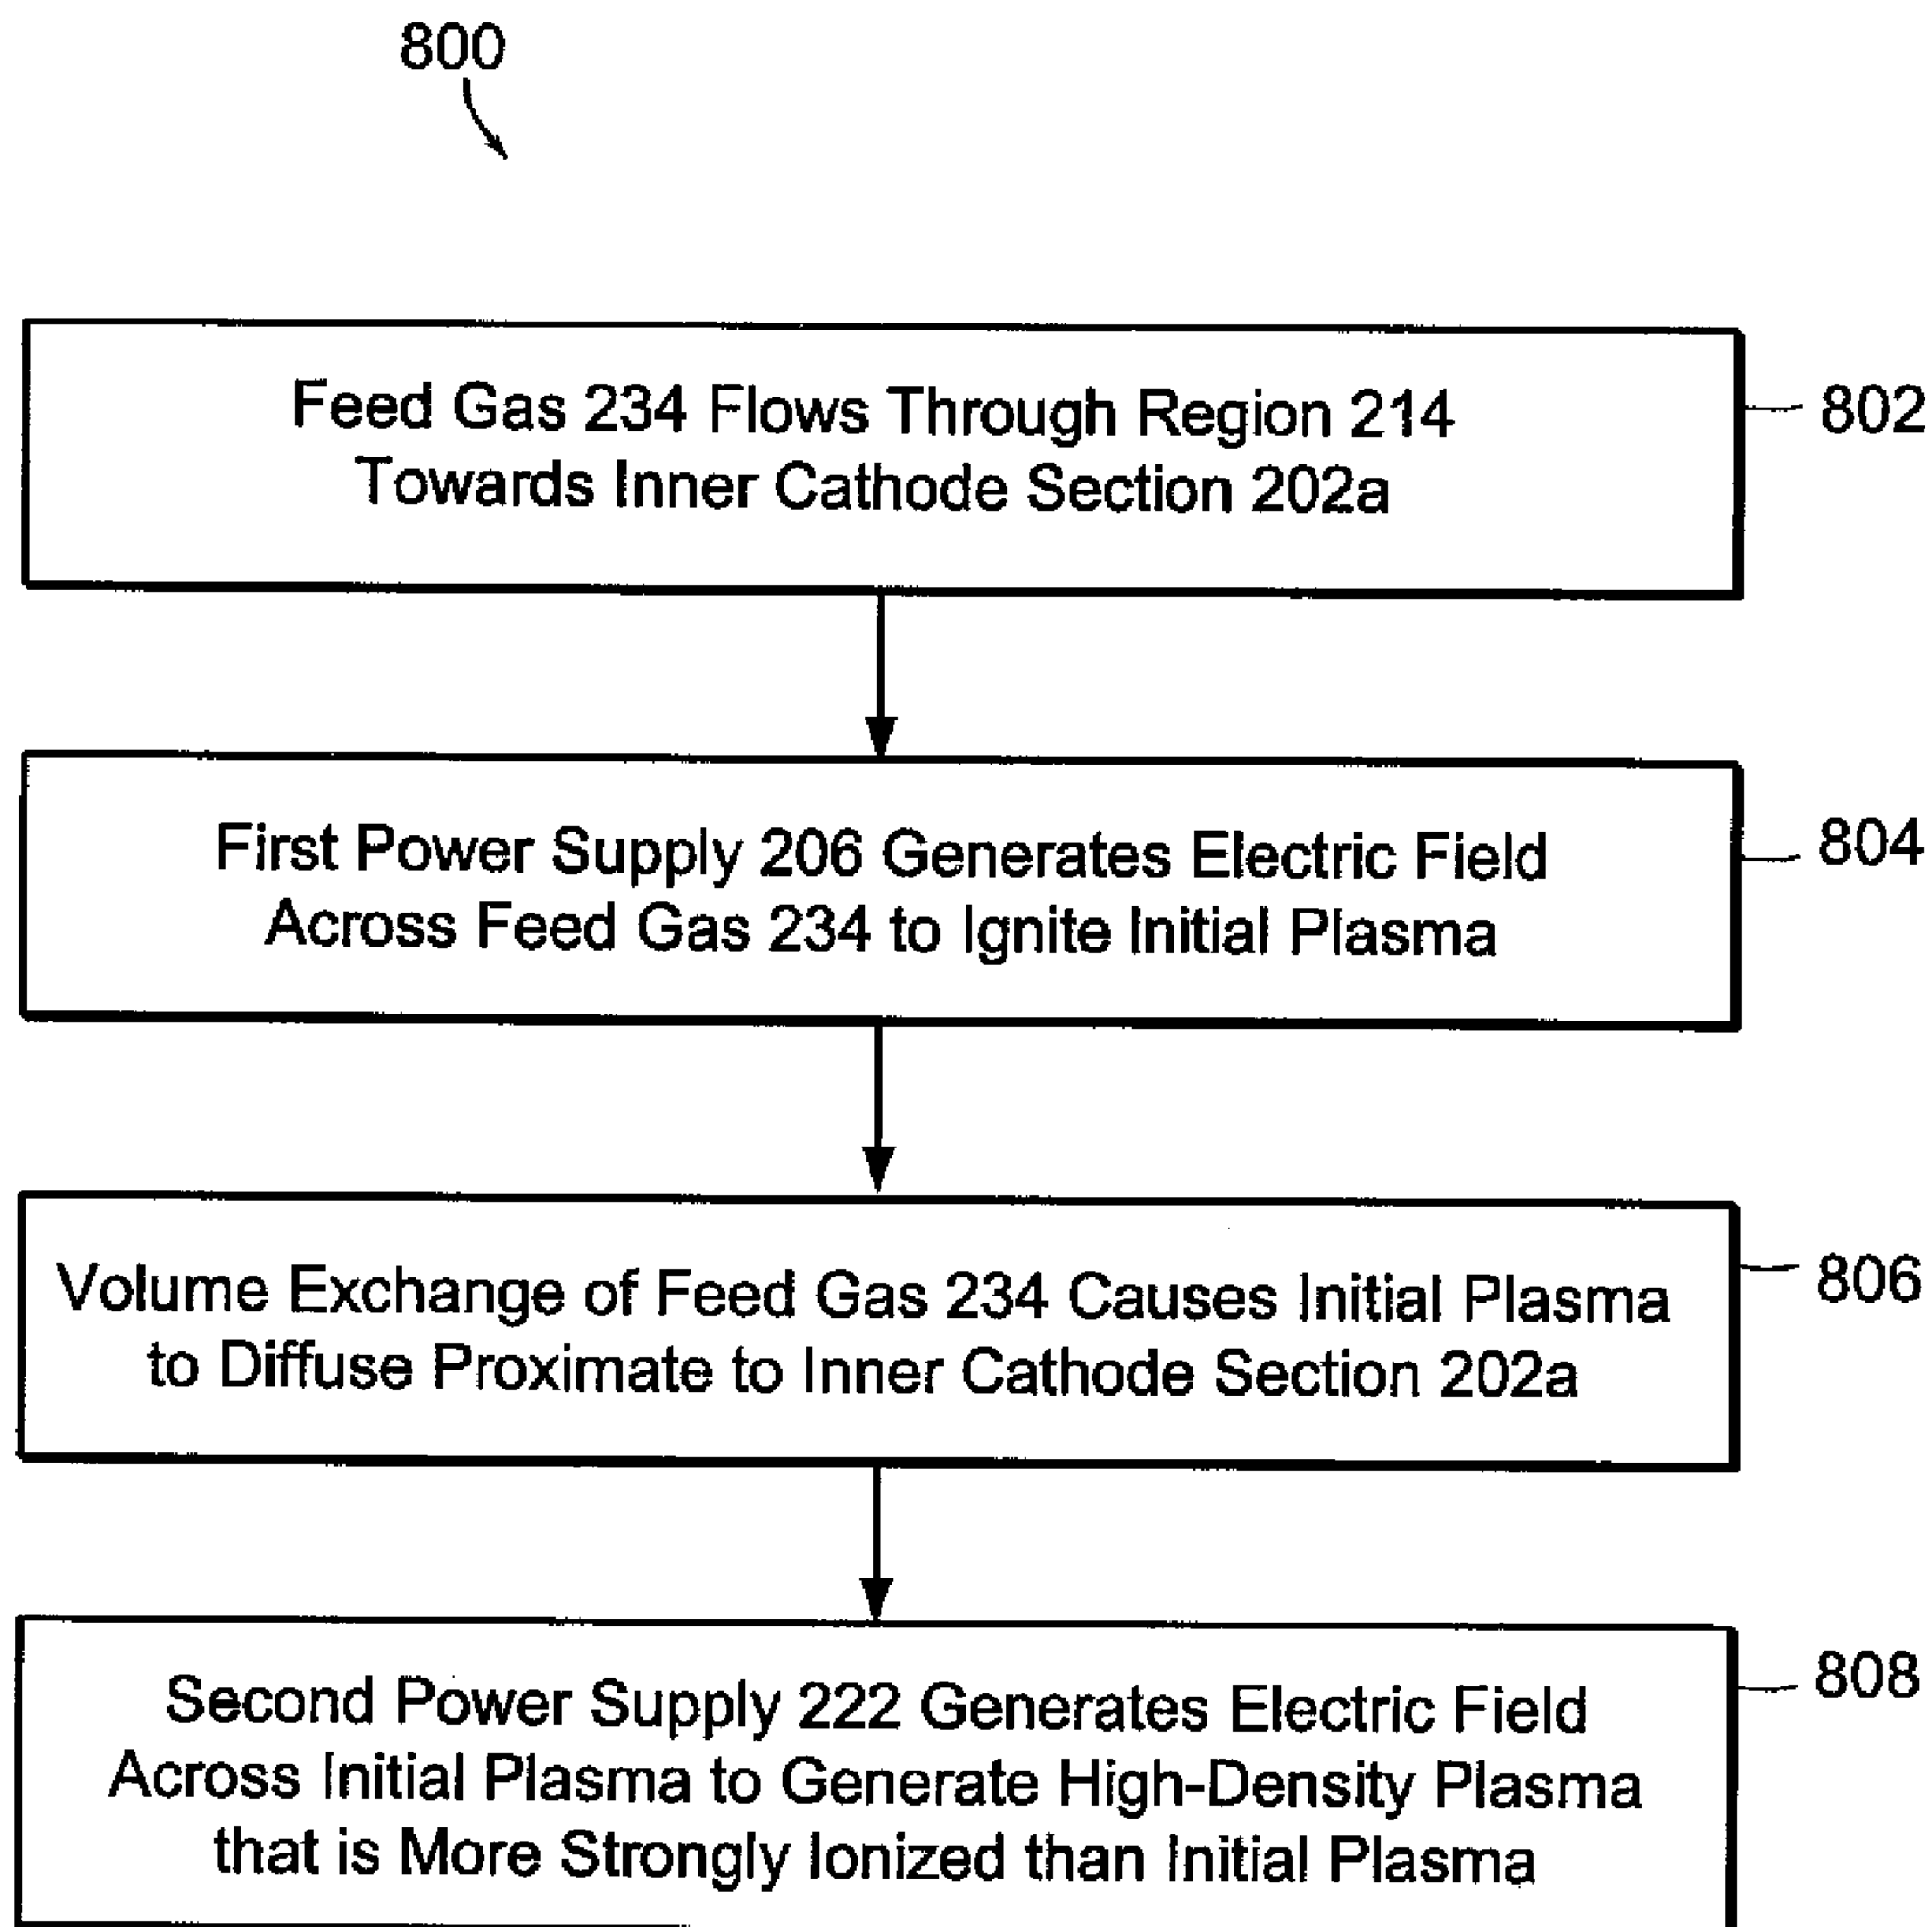 800
Feed Gas 234 Flows Through Region 214
Towards Inner Cathode Section 202a
802
First Power Supply 206 Generates Electric Field
Across Feed Gas 234 to Ignite Initial Plasma
804
Volume Exchange of Feed Gas 234 Causes Initial Plasma
to Diffuse Proximate to Inner Cathode Section 202a
806
Second Power Supply 222 Generates Electric Field
Across Initial Plasma to Generate High-Density Plasma
that is More Strongly Ionized than Initial Plasma
808